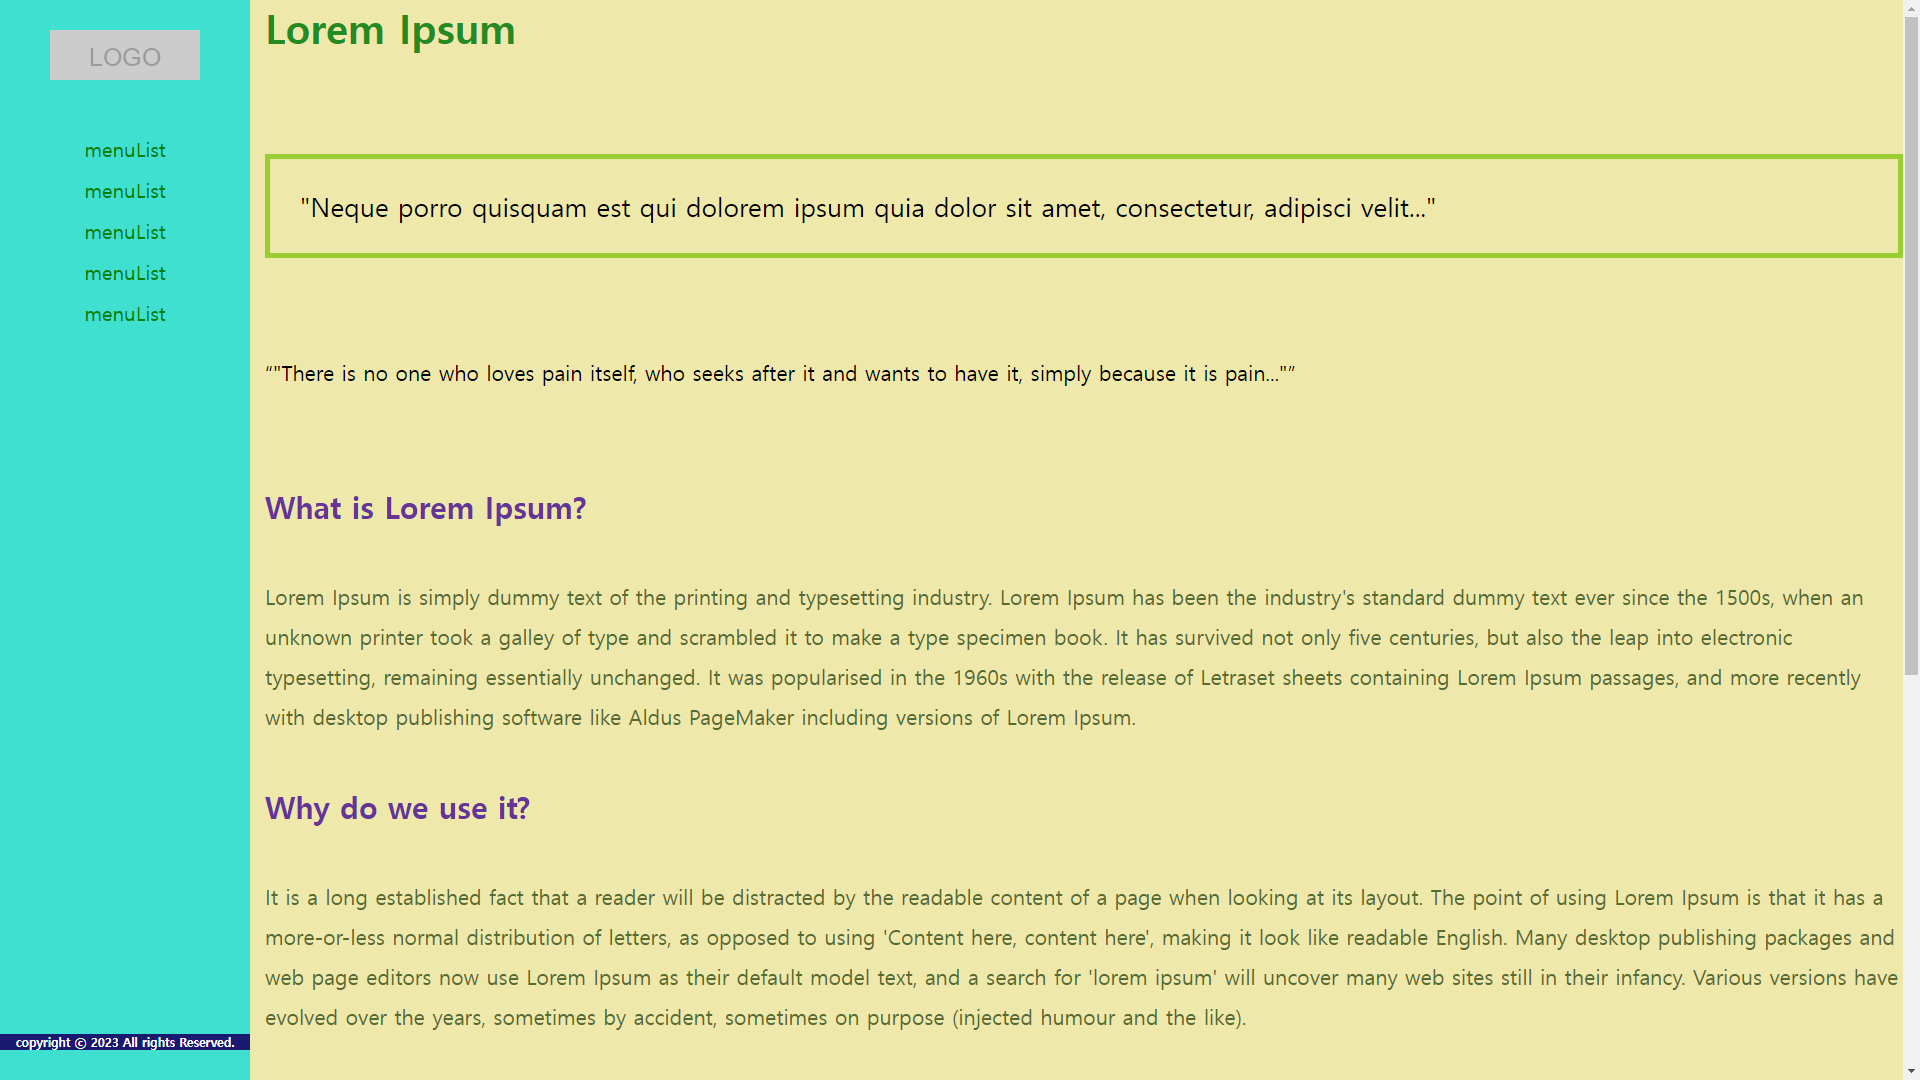 LOGO
menuList
menuList
menuList
menuList
menuList
copyright © 2023 All rights Reserved.
Lorem Ipsum
"Neque porro quisquam est qui dolorem ipsum quia dolor sit amet, consectetur, adipisci velit..."
“"There is no one who loves pain itself, who seeks after it and wants to have it, simply because it is pain..."”
What is Lorem Ipsum?
Lorem Ipsum is simply dummy text of the printing and typesetting industry. Lorem Ipsum has been the industry's standard dummy text ever since the 1500s, when an
unknown printer took a galley of type and scrambled it to make a type specimen book. It has survived not only five centuries, but also the leap into electronic
typesetting, remaining essentially unchanged. It was popularised in the 1960s with the release of Letraset sheets containing Lorem Ipsum passages, and more recently
with desktop publishing software like Aldus PageMaker including versions of Lorem Ipsum.
Why do we use it?
It is a long established fact that a reader will be distracted by the readable content of a page when looking at its layout. The point of using Lorem Ipsum is that it has a
more-or-less normal distribution of letters, as opposed to using 'Content here, content here', making it look like readable English. Many desktop publishing packages and
web page editors now use Lorem Ipsum as their default model text, and a search for 'lorem ipsum' will uncover many web sites still in their infancy. Various versions have
evolved over the years, sometimes by accident, sometimes on purpose (injected humour and the like).